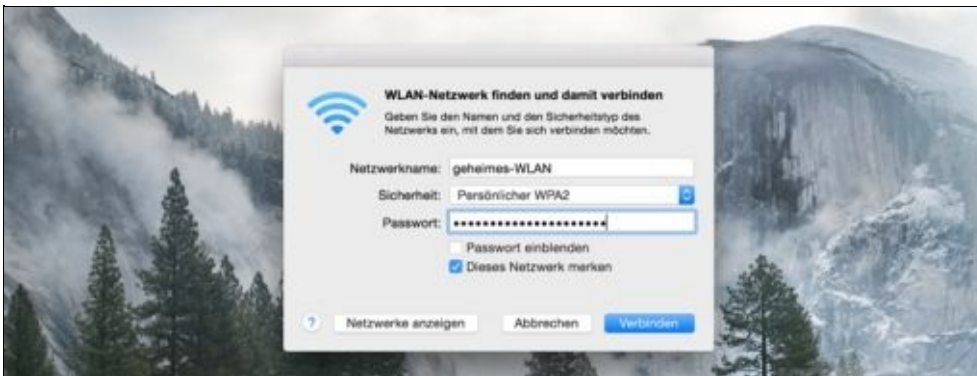 WLAN-Netzwerk finden und damit verbinden
Geben Sie den Namen und den Sicherheitstyp des
Netzwerks ein, mit dem Sie sich verbinden möchten.
Netzwerkname: geheimes-WLAN
Sicherheit: Persönlicher WPA2
Passwort: •••••••••••••••••••••
Passwort einblenden
Dieses Netzwerk merken
? Netzwerke anzeigen Abbrechen Verbinden